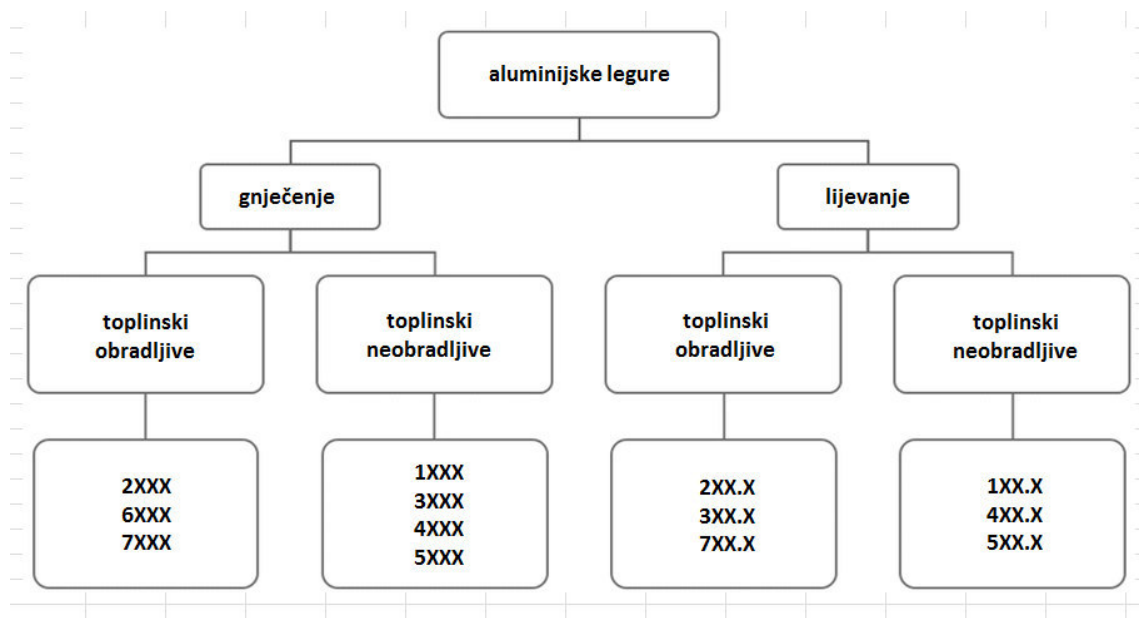 aluminijske legure
gnječenje
lijevanje
toplinski
obradljive
toplinski
neobradljive
toplinski
obradljive
toplinski
neobradljive
2XXX
6XXX
7XXX
1XXX
3XXX
4XXX
5XXX
2XX.X
3XX.X
7XX.X
1XX.X
4XX.X
5XX.X